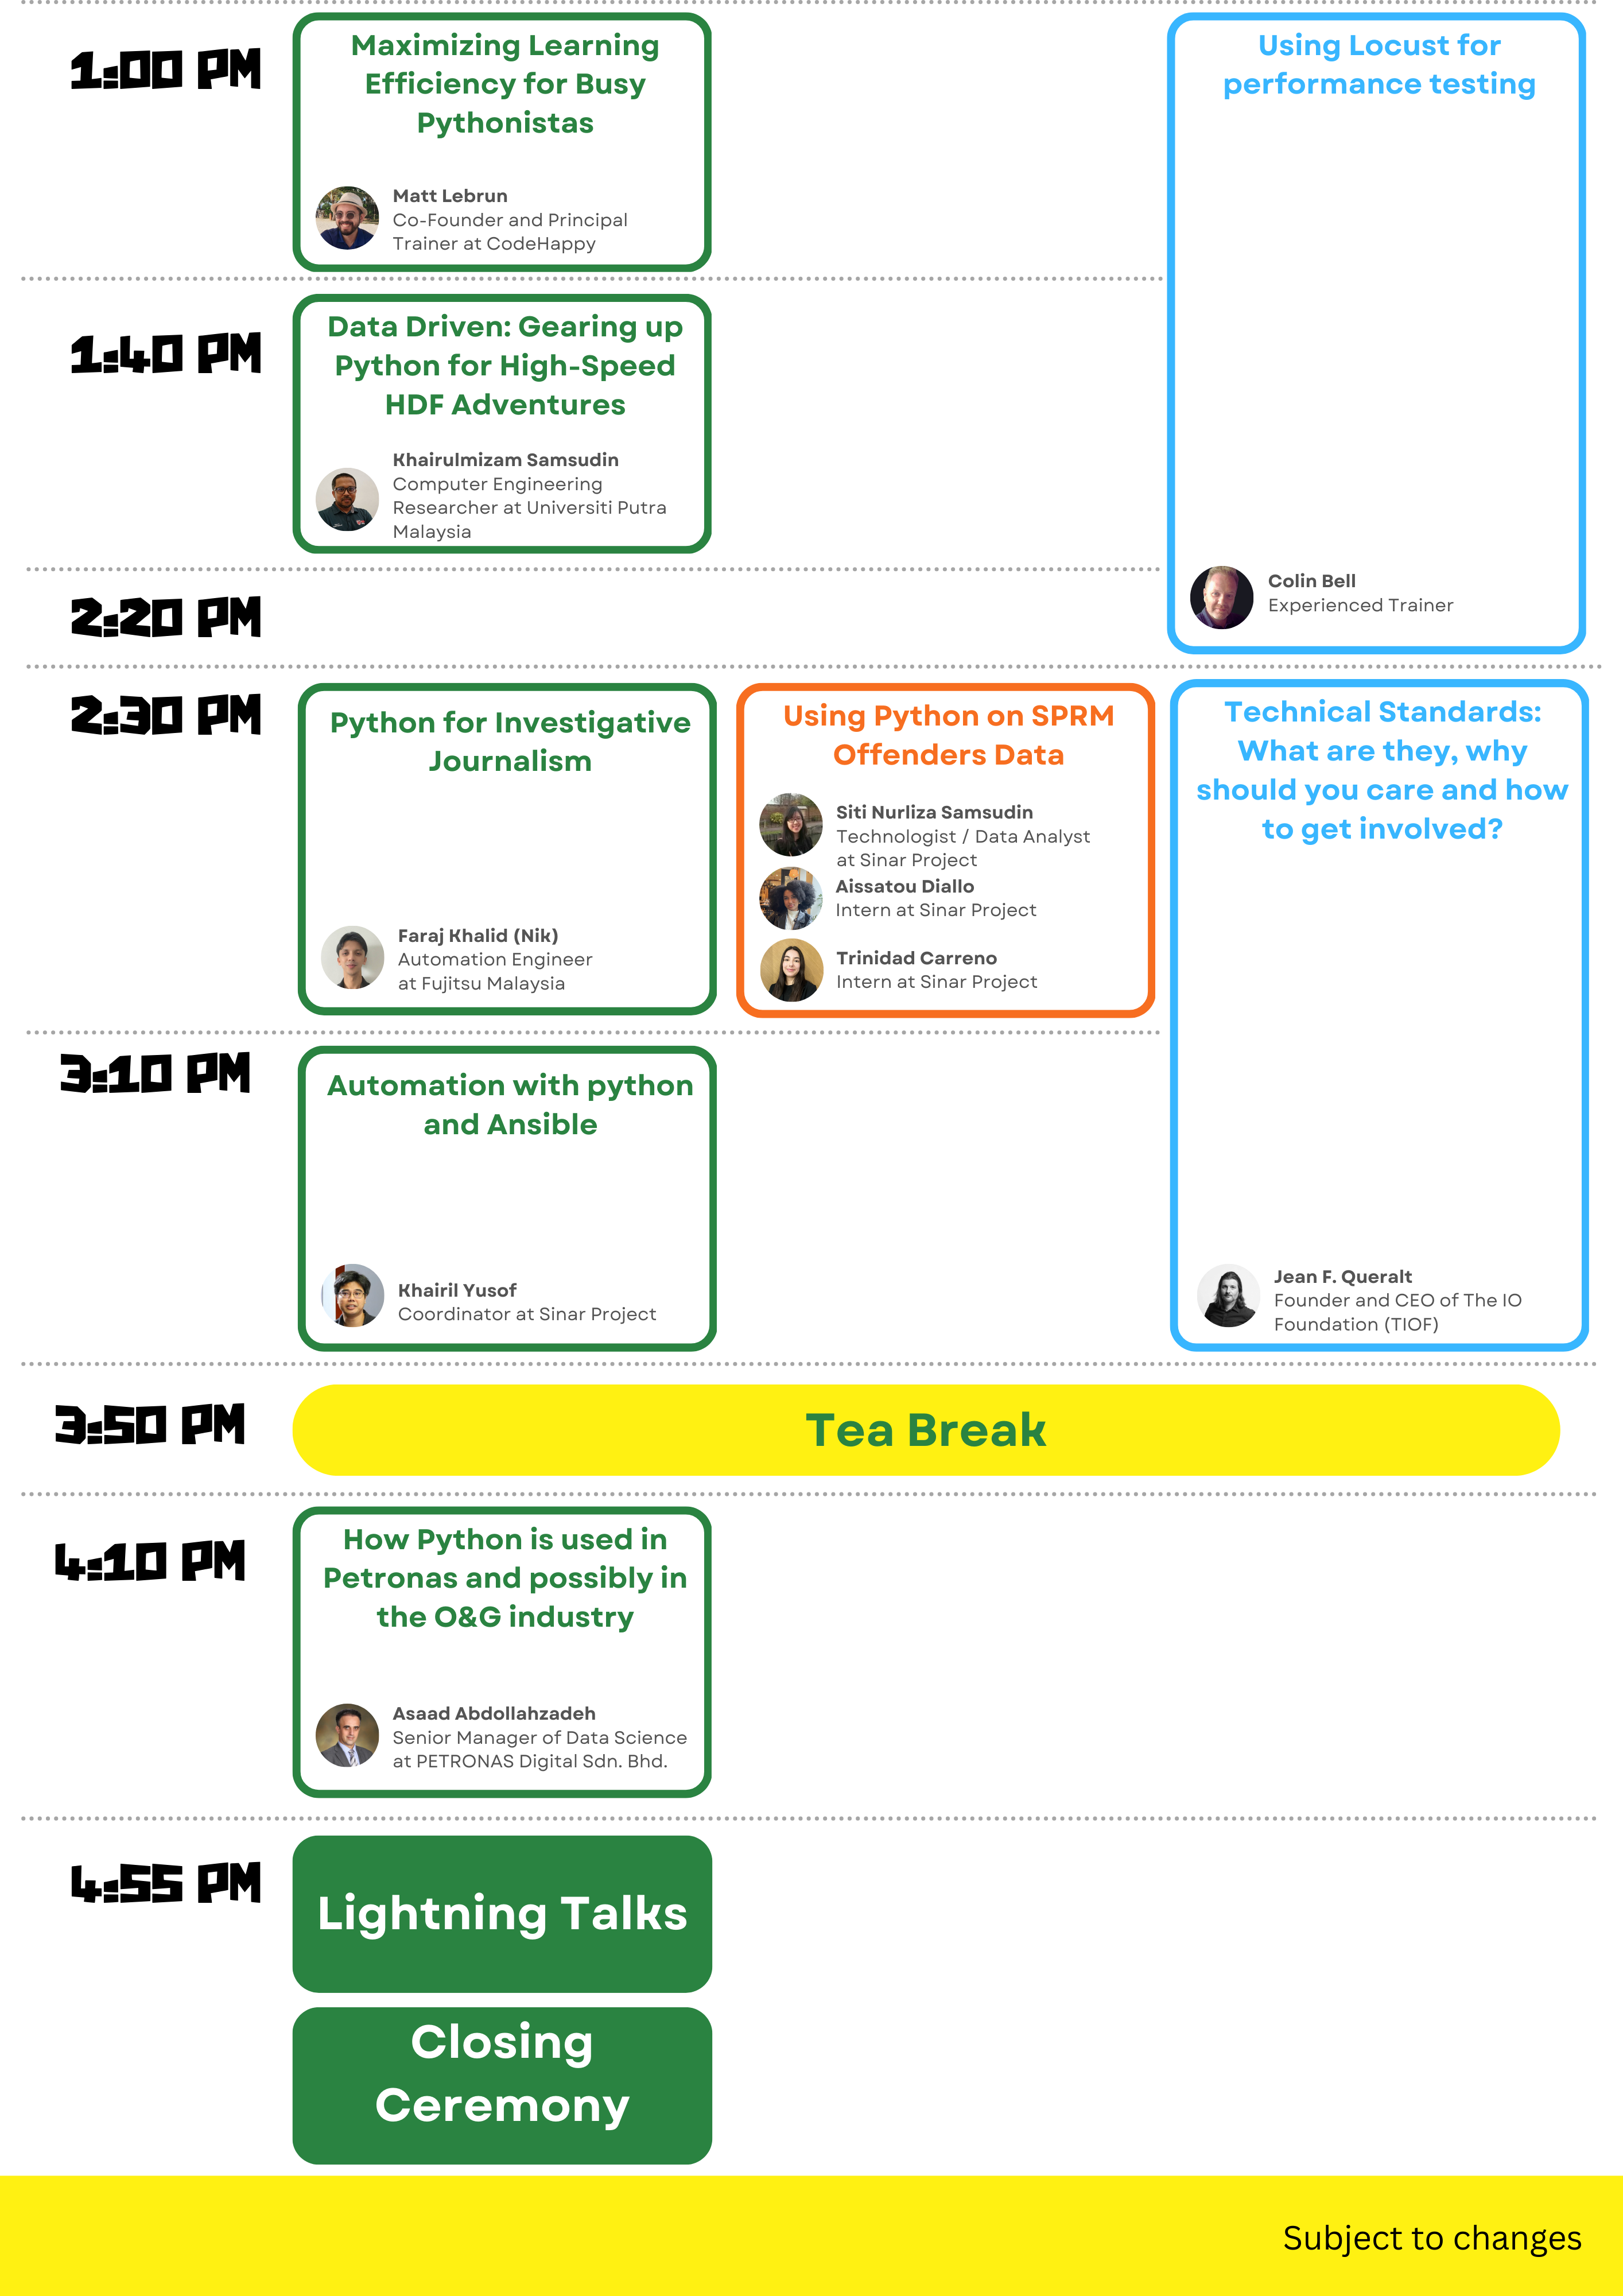 1:00 PM
Maximizing Learning
Efficiency for Busy
Pythonistas
Matt Lebrun
Co-Founder and Principal
Trainer at CodeHappy
Using Locust for
performance testing
Colin Bell
Experienced Trainer
1:40 PM
Data Driven: Gearing up
Python for High-Speed
HDF Adventures
Khairulmizam Samsudin
Computer Engineering
Researcher at Universiti Putra
Malaysia
2:20 PM
2:30 PM
Python for Investigative
Journalism
Faraj Khalid (Nik)
Automation Engineer
at Fujitsu Malaysia
Using Python on SPRM
Offenders Data
Siti Nurliza Samsudin
Technologist / Data Analyst
at Sinar Project
Aissatou Diallo
Intern at Sinar Project
Trinidad Carreno
Intern at Sinar Project
Technical Standards:
What are they, why
should you care and how
to get involved?
Jean F. Queralt
Founder and CEO of The IO
Foundation (TIOF)
3:10 PM
Automation with python
and Ansible
Khairil Yusof
Coordinator at Sinar Project
3:50 PM
Tea Break
4:10 PM
How Python is used in
Petronas and possibly in
the O&G industry
Asaad Abdollahzadeh
Senior Manager of Data Science
at PETRONAS Digital Sdn. Bhd.
4:55 PM
Lightning Talks
Closing
Ceremony
Subject to changes